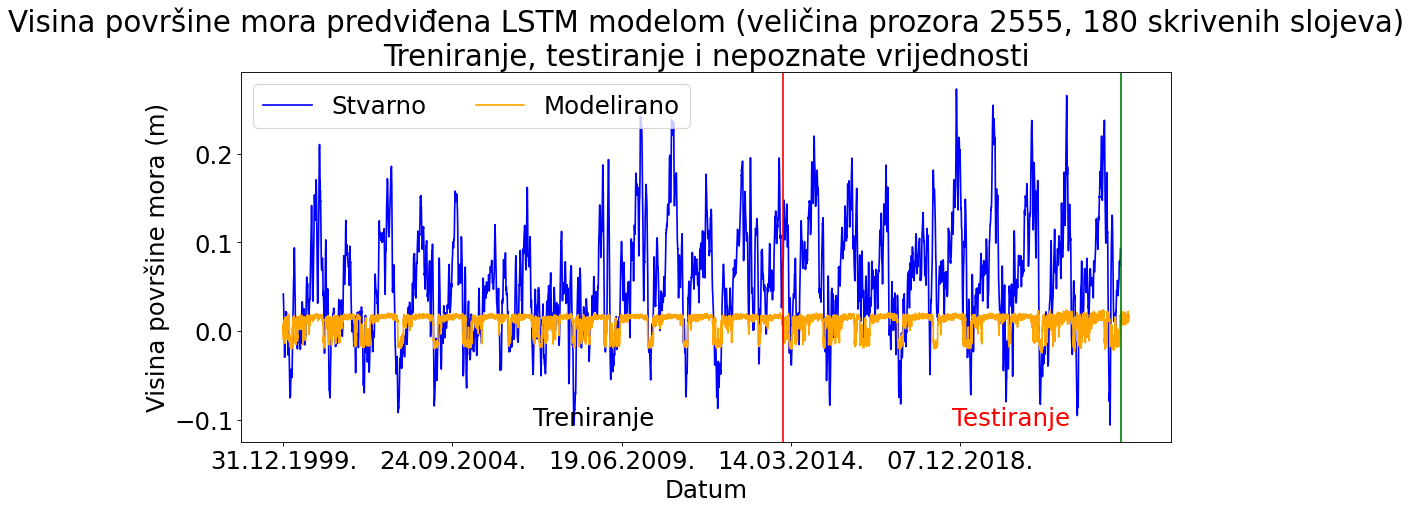 Visina površine mora predviđena LSTM modelom (veličina prozora 2555, 180 skrivenih slojeva)
Treniranje, testiranje i nepoznate vrijednosti
Stvarno Modelirano
Visina površine mora (m)
0.2
0.1
0.0
−0.1
Treniranje Testiranje
31.12.1999. 24.09.2004. 19.06.2009. 14.03.2014. 07.12.2018.
Datum